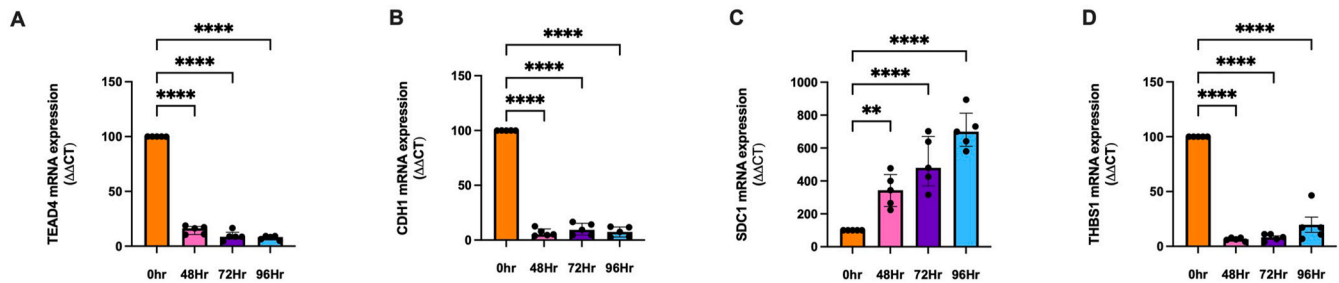 A
TEAD4 mRNA expression
(ΔΔCT)
150
100
50
0
****
****
****
0hr 48Hr 72Hr 96Hr
B
CDH1 mRNA expression
(ΔΔCT)
150
100
50
0
****
****
****
0hr 48Hr 72Hr 96Hr
C
SDC1 mRNA expression
(ΔΔCT)
1000
800
600
400
200
0
****
****
**
0hr 48Hr 72Hr 96Hr
D
THBS1 mRNA expression
(ΔΔCT)
150
100
50
0
****
****
****
0hr 48Hr 72Hr 96Hr